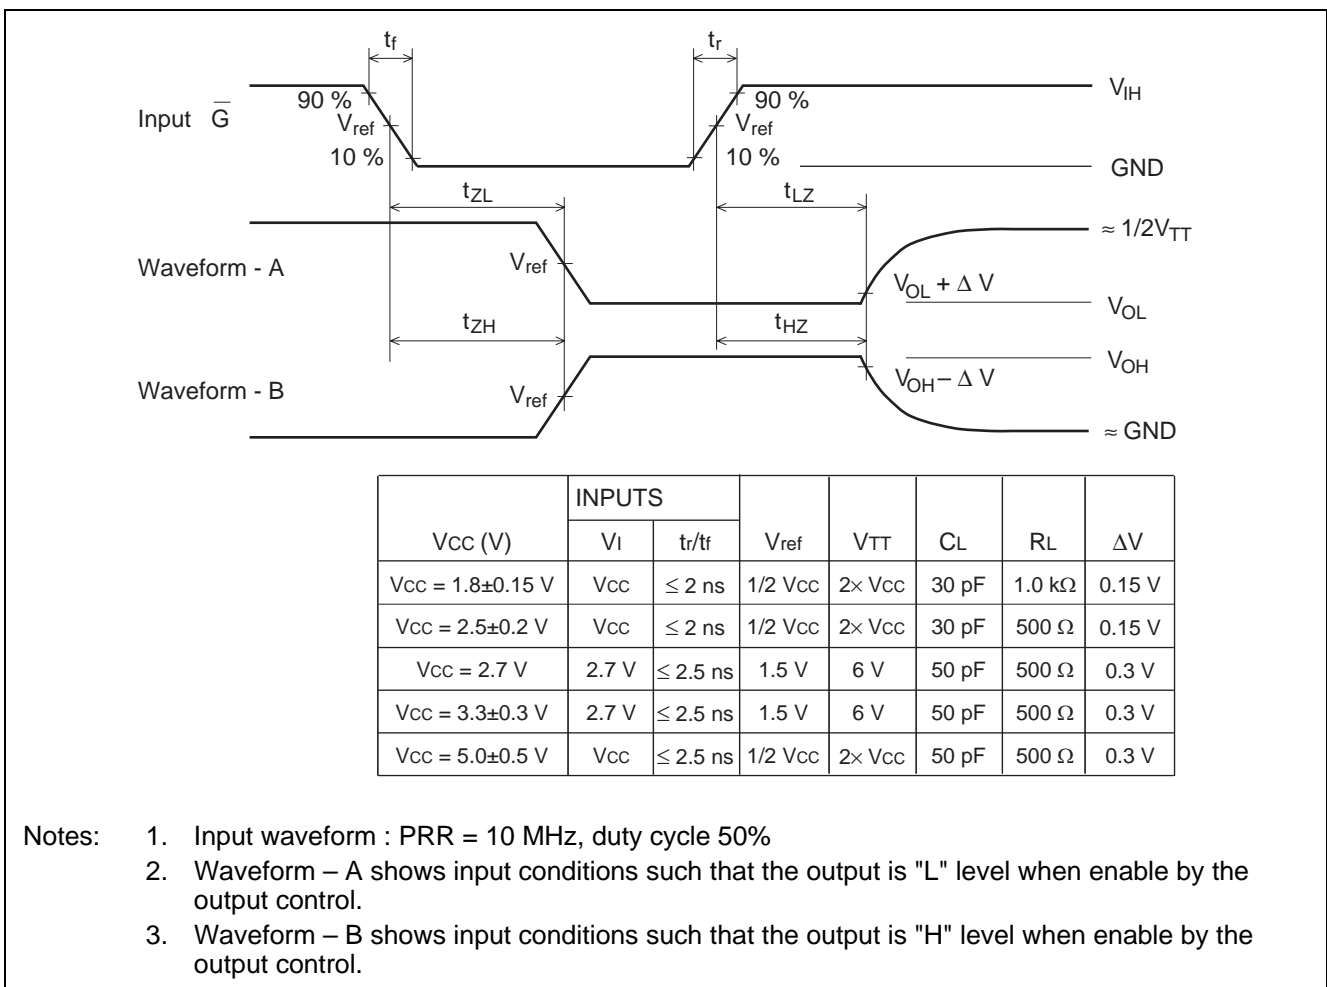 tf
tr
90 %
90 %
VIH
Input G̅
Vref
Vref
10 %
10 %
GND
tZL
tLZ
≈ 1/2VTT
Waveform - A
Vref
VOL + Δ V
VOL
tZH
tHZ
VOH
VOH − Δ V
Waveform - B
Vref
≈ GND
INPUTS
VCC (V) VI tr/tf Vref VTT CL RL ΔV
VCC = 1.8±0.15 V VCC ≤ 2 ns 1/2 VCC 2× VCC 30 pF 1.0 kΩ 0.15 V
VCC = 2.5±0.2 V VCC ≤ 2 ns 1/2 VCC 2× VCC 30 pF 500 Ω 0.15 V
VCC = 2.7 V 2.7 V ≤ 2.5 ns 1.5 V 6 V 50 pF 500 Ω 0.3 V
VCC = 3.3±0.3 V 2.7 V ≤ 2.5 ns 1.5 V 6 V 50 pF 500 Ω 0.3 V
VCC = 5.0±0.5 V VCC ≤ 2.5 ns 1/2 VCC 2× VCC 50 pF 500 Ω 0.3 V
Notes: 1. Input waveform : PRR = 10 MHz, duty cycle 50%
2. Waveform – A shows input conditions such that the output is "L" level when enable by the
output control.
3. Waveform – B shows input conditions such that the output is "H" level when enable by the
output control.